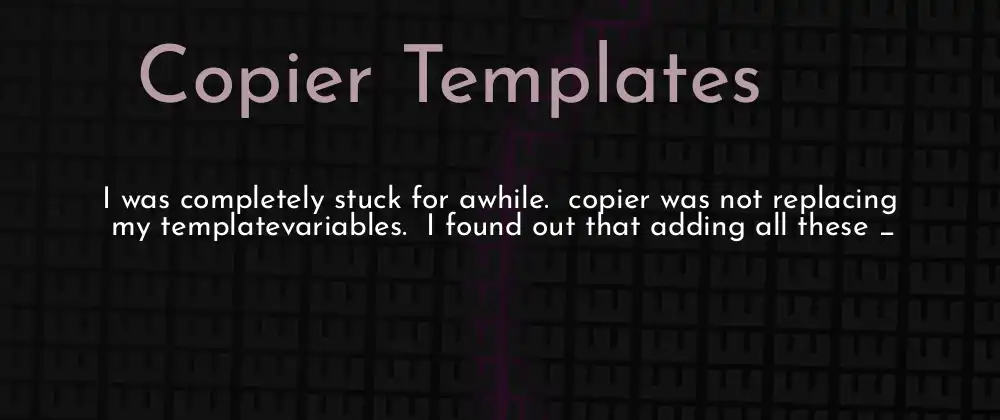 Copier Templates
I was completely stuck for awhile.  copier was not replacing
my templatevariables.  I found out that adding all these _